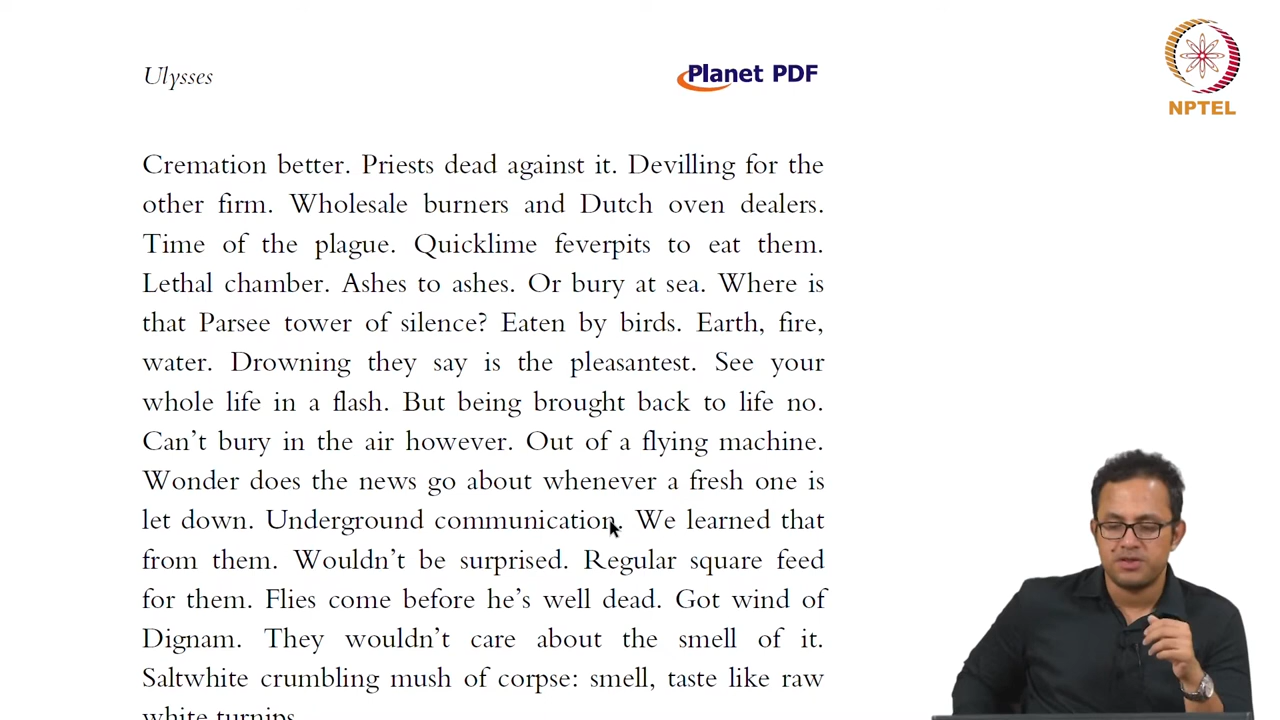 Ulysses
Planet PDF
NPTEL
Cremation better. Priests dead against it. Devilling for the
other firm. Wholesale burners and Dutch oven dealers.
Time of the plague. Quicklime feverpits to eat them.
Lethal chamber. Ashes to ashes. Or bury at sea. Where is
that Parsee tower of silence? Eaten by birds. Earth, fire,
water. Drowning they say is the pleasantest. See your
whole life in a flash. But being brought back to life no.
Can’t bury in the air however. Out of a flying machine.
Wonder does the news go about whenever a fresh one is
let down. Underground communication. We learned that
from them. Wouldn’t be surprised. Regular square feed
for them. Flies come before he’s well dead. Got wind of
Dignam. They wouldn’t care about the smell of it.
Saltwhite crumbling mush of corpse: smell, taste like raw
white turnips.